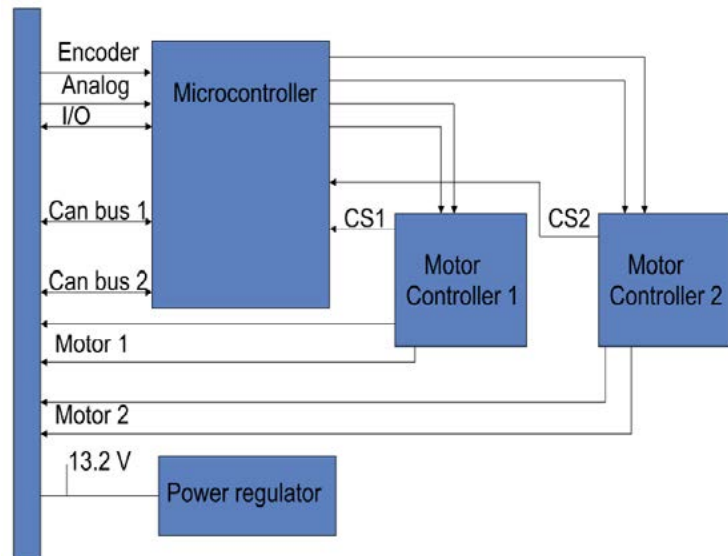 Encoder
Analog
I/O
Microcontroller
Can bus 1
Can bus 2
CS1
CS2
Motor
Controller 1
Motor
Controller 2
Motor 1
Motor 2
13.2 V
Power regulator